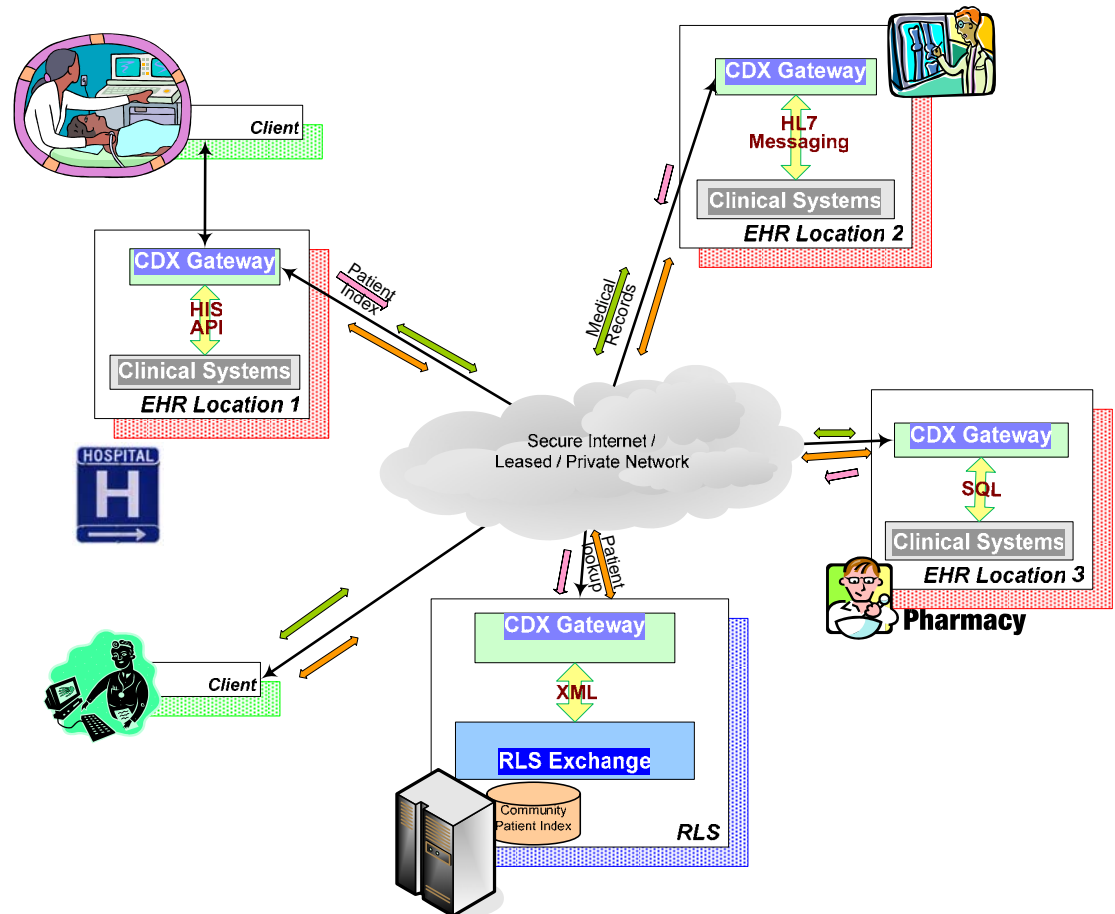 Client
CDX Gateway
HIS
API
Clinical Systems
EHR Location 1
HOSPITAL
H
Patient
Index
CDX Gateway
HL7
Messaging
Clinical Systems
EHR Location 2
Medical
Records
Secure Internet /
Leased / Private Network
CDX Gateway
SQL
Clinical Systems
EHR Location 3
Pharmacy
Patient
lookup
CDX Gateway
XML
RLS Exchange
Community
Patient Index
RLS
Client